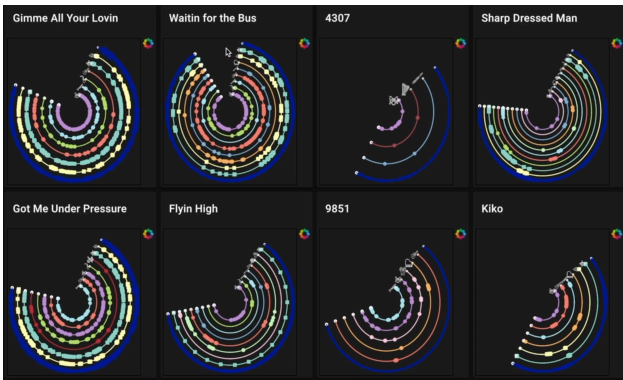 Gimme All Your Lovin
Waitin for the Bus
4307
Sharp Dressed Man
Got Me Under Pressure
Flyin High
9851
Kiko